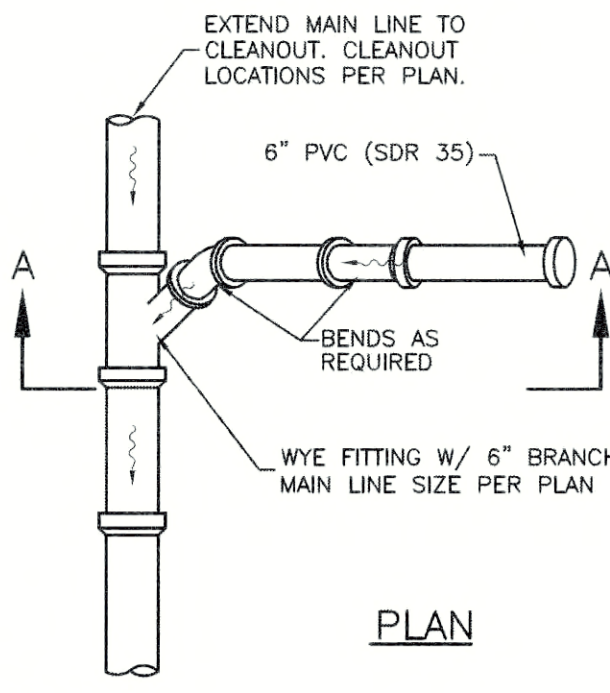 EXTEND MAIN LINE TO
CLEANOUT. CLEANOUT
LOCATIONS PER PLAN.
6" PVC (SDR 35)
A
A
BENDS AS
REQUIRED
WYE FITTING W/ 6" BRANCH
MAIN LINE SIZE PER PLAN
PLAN